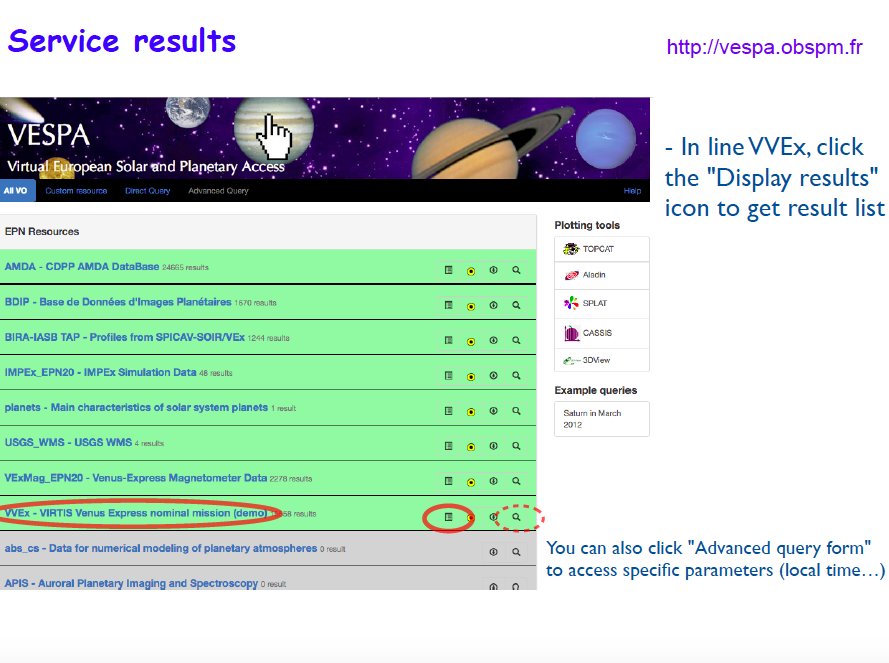 Service results
http://vespa.obspm.fr
VESPA
Virtual European Solar and Planetary Access
All VO Custom resource Direct Query Advanced Query Help
- In line VVEx, click
the "Display results"
icon to get result list
EPN Resources
AMDA - CDPP AMDA DataBase 24665 results
BDIP - Base de Données d'Images Planétaires 1670 results
BIRA-IASB TAP - Profiles from SPICAV-SOIR/VEx 1244 results
IMPEx_EPN20 - IMPEx Simulation Data 48 results
planets - Main characteristics of solar system planets 1 result
USGS_WMS - USGS WMS 4 results
VExMag_EPN20 - Venus-Express Magnetometer Data 2278 results
VVEx - VIRTIS Venus Express nominal mission (demo) results
abs_cs - Data for numerical modeling of planetary atmospheres 0 result
APIS - Auroral Planetary Imaging and Spectroscopy 0 result
Plotting tools
TOPCAT
Aladin
SPLAT
CASSIS
3DView
Example queries
Saturn in March
2012
You can also click "Advanced query form"
to access specific parameters (local time…)